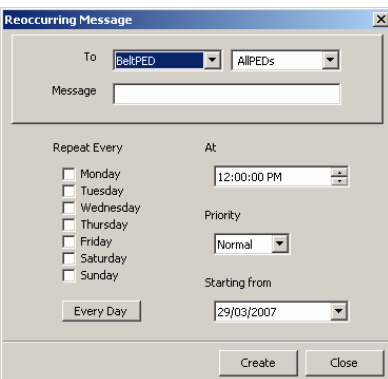 Reoccurring Message
To BeltPED AllPEDs
Message
Repeat Every At
Monday 12:00:00 PM
Tuesday
Wednesday
Thursday Priority
Friday Normal
Saturday
Sunday Starting from
Every Day 29/03/2007
Create Close